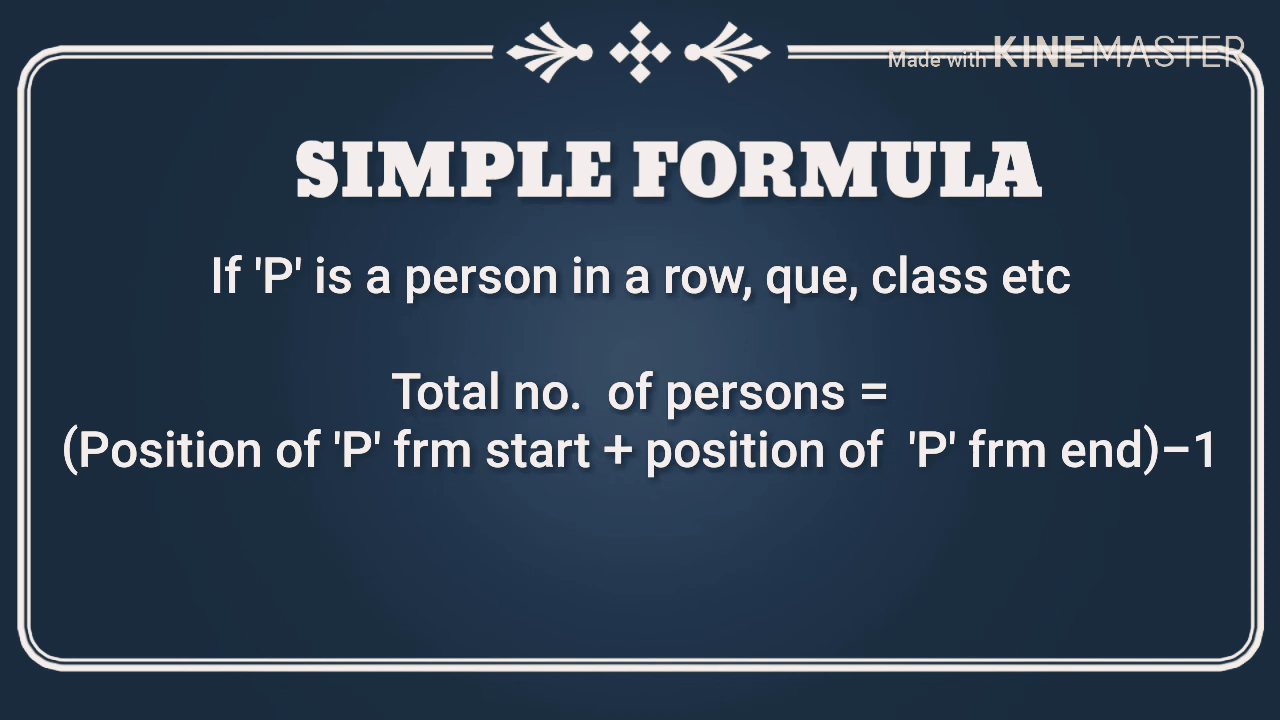 Made with KINEMASTER
SIMPLE FORMULA
If 'P' is a person in a row, que, class etc
Total no.  of persons =
(Position of 'P' frm start + position of  'P' frm end)–1